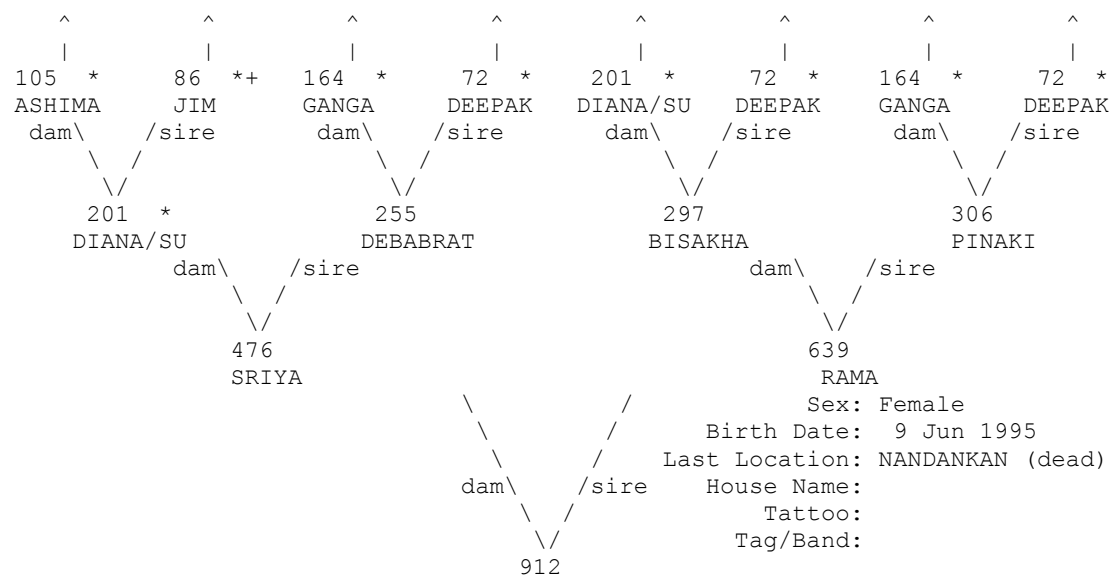 ^ ^ ^ ^ ^ ^ ^ ^
| | | | | | | |
105 * 86 *+ 164 * 72 * 201 * 72 * 164 * 72 *
ASHIMA JIM GANGA DEEPAK DIANA/SU DEEPAK GANGA DEEPAK
dam\ /sire dam\ /sire dam\ /sire dam\ /sire
\ / \ / \ / \ /
\/ \/ \/ \/
201 * 255 297 306
DIANA/SU DEBABRAT BISAKHA PINAKI
dam\ /sire dam\ /sire
\ / \ /
\/ \/
476 639
SRIYA RAMA
\ / Sex: Female
\ / Birth Date: 9 Jun 1995
\ / Last Location: NANDANKAN (dead)
dam\ /sire House Name:
\ / Tattoo:
\/ Tag/Band:
912